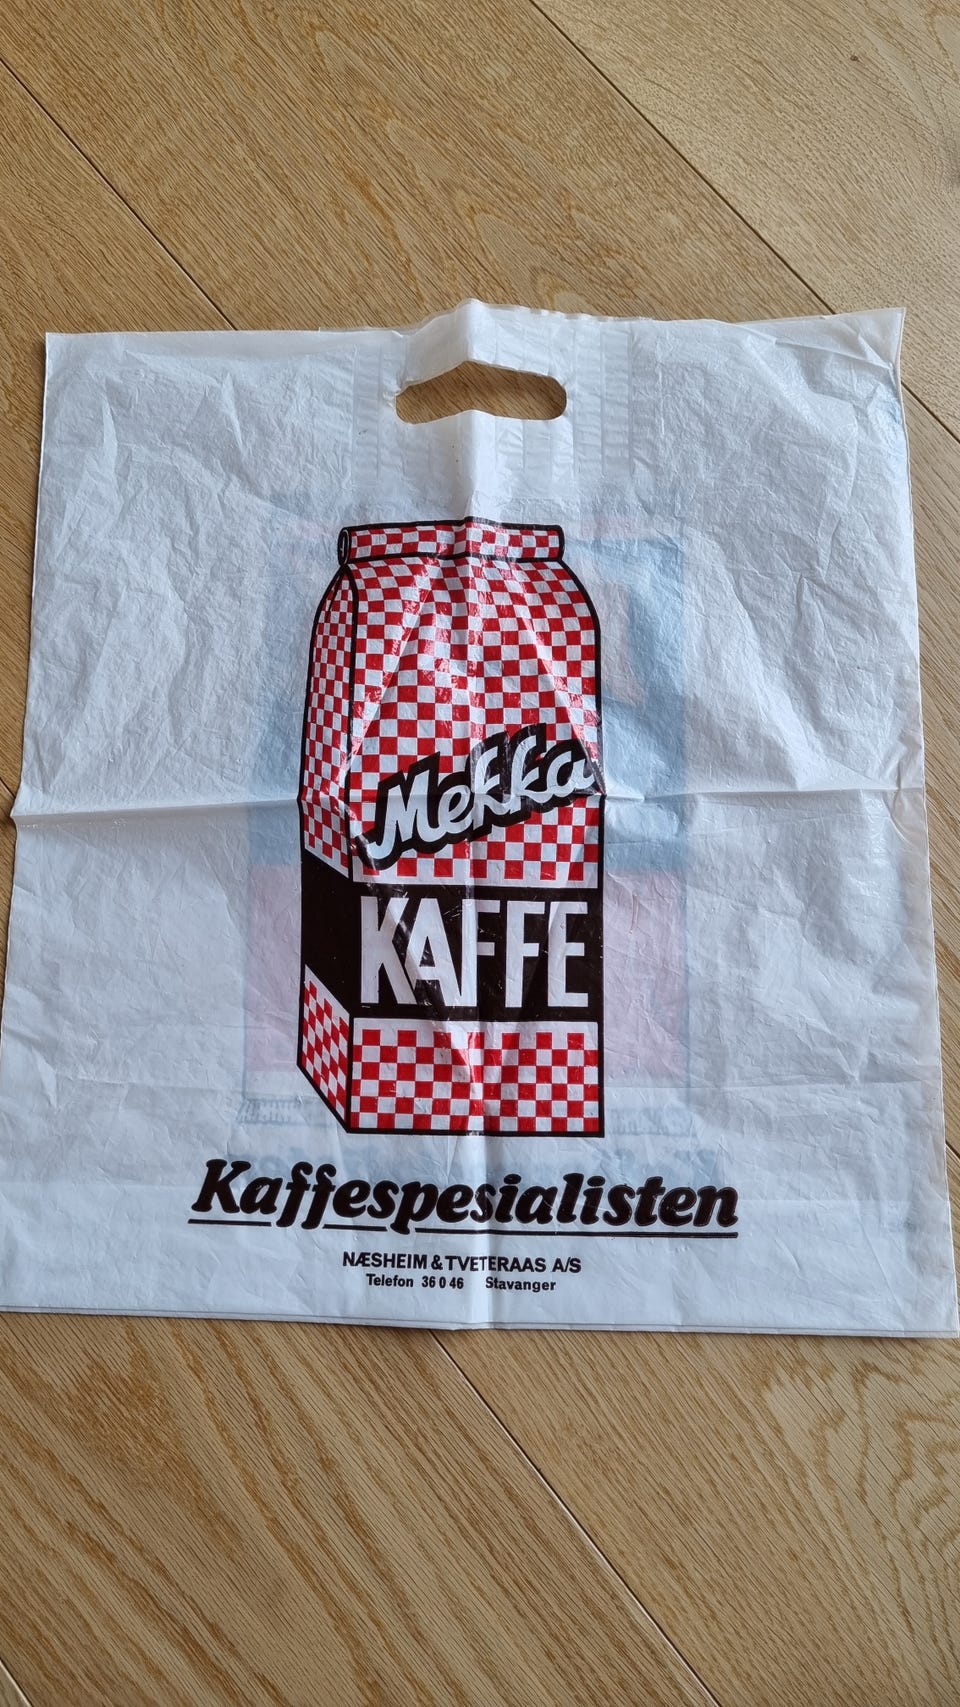 Mekka
KAFFE
Kaffespesialisten
NÆSHEIM & TVETERAAS A/S
Telefon 36 0 46 Stavanger